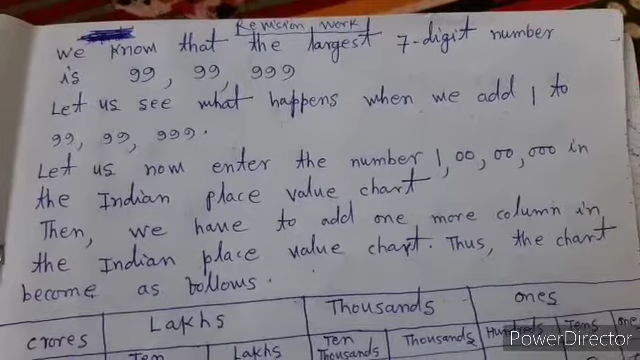 Revision work
we know that the largest 7-digit number
is 99, 99, 999
Let us see what happens when we add 1 to
99, 99, 999.
Let us now enter the number 1,00,00,000 in
the Indian place value chart
Then, we have to add one more column in
the Indian place value chart. Thus, the chart
become as follows.
Lakhs Thousands ones
crores Ten Lakhs Ten Thousands Thousands Hundreds Tens one
PowerDirector